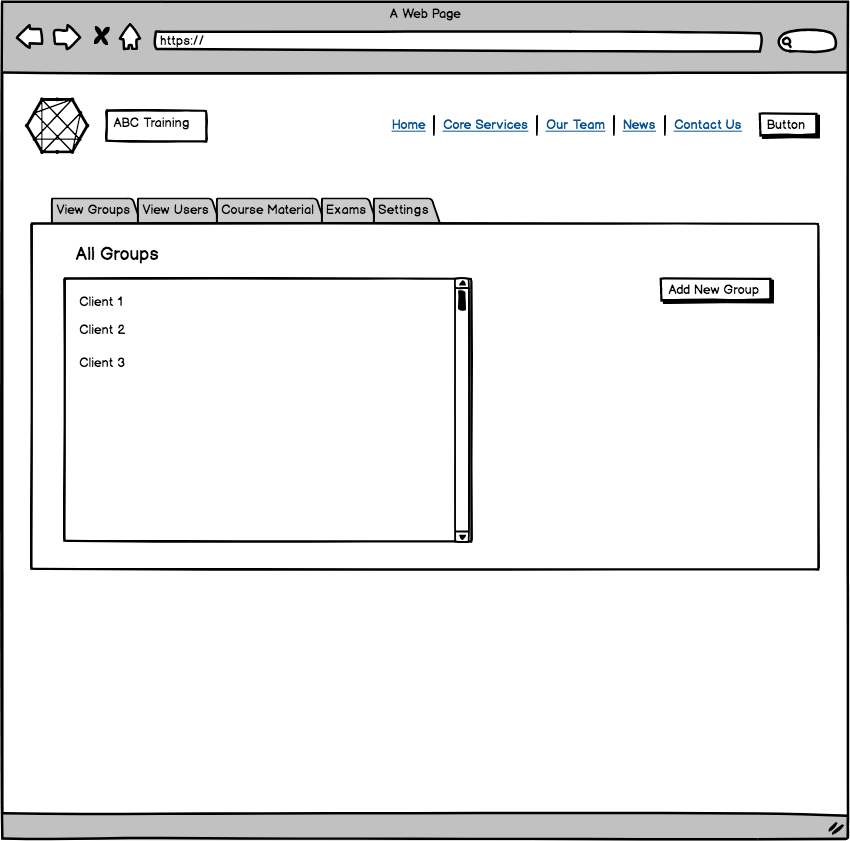 A Web Page
https://
ABC Training
Home Core Services Our Team News Contact Us Button
View Groups View Users Course Material Exams Settings
All Groups
Add New Group
Client 1
Client 2
Client 3